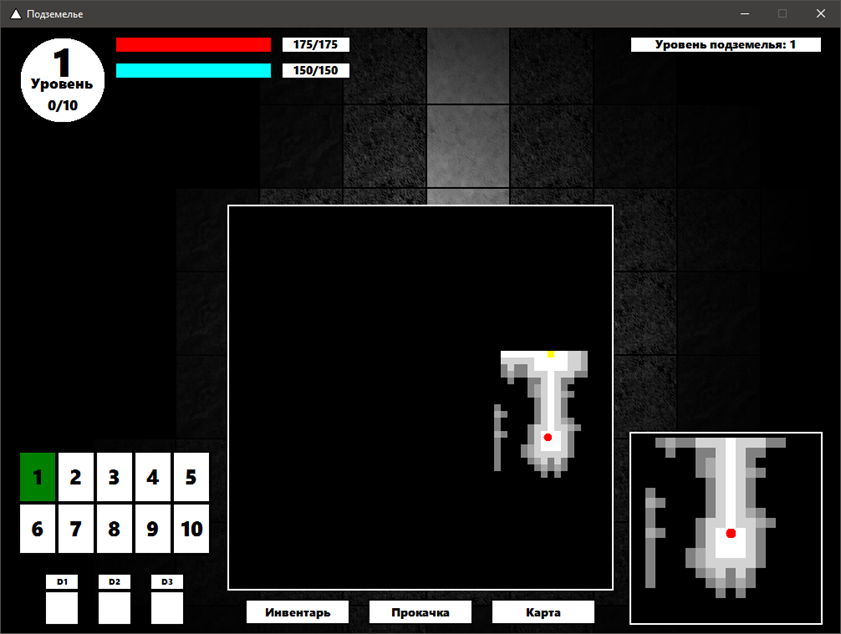 Подземелье
1
Уровень
0/10
175/175
150/150
Уровень подземелья: 1
1 2 3 4 5
6 7 8 9 10
D1 D2 D3
Инвентарь Прокачка Карта